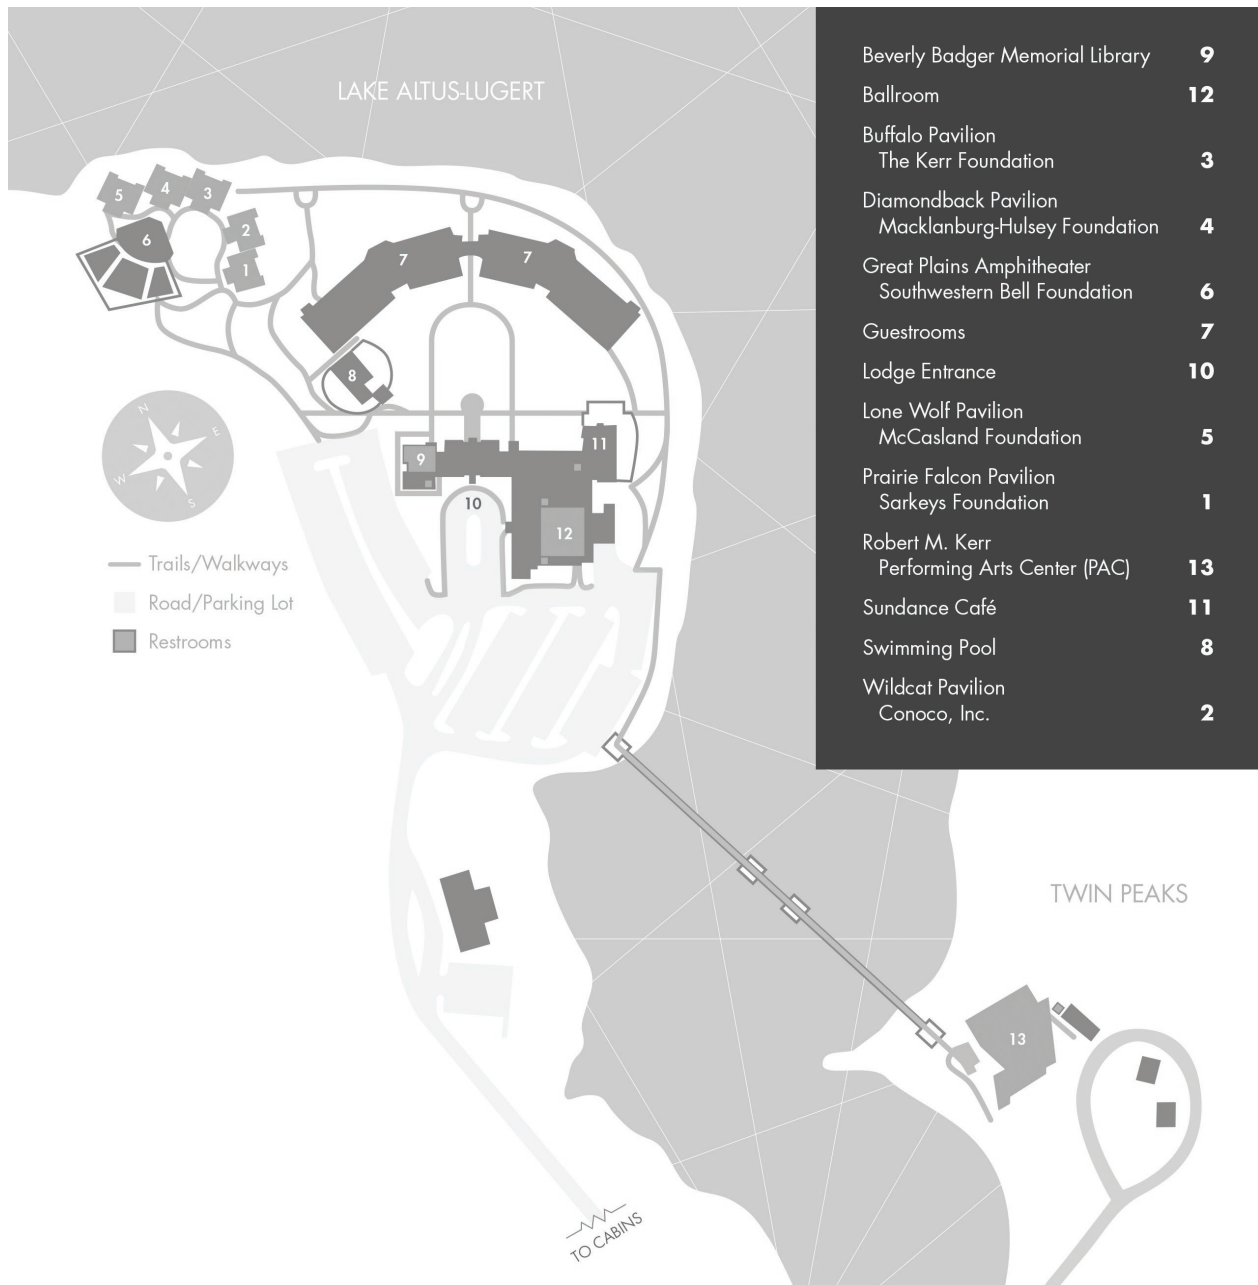 LAKE ALTUS-LUGERT
Beverly Badger Memorial Library 9
Ballroom 12
Buffalo Pavilion
The Kerr Foundation 3
Diamondback Pavilion
Macklanburg-Hulsey Foundation 4
Great Plains Amphitheater
Southwestern Bell Foundation 6
Guestrooms 7
Lodge Entrance 10
Lone Wolf Pavilion
McCasland Foundation 5
Prairie Falcon Pavilion
Sarkeys Foundation 1
Robert M. Kerr
Performing Arts Center (PAC) 13
Sundance Café 11
Swimming Pool 8
Wildcat Pavilion
Conoco, Inc. 2
5
4
3
2
6
1
7
7
8
N
E
W
S
9
11
10
12
Trails/Walkways
Road/Parking Lot
Restrooms
TWIN PEAKS
13
TO CABINS